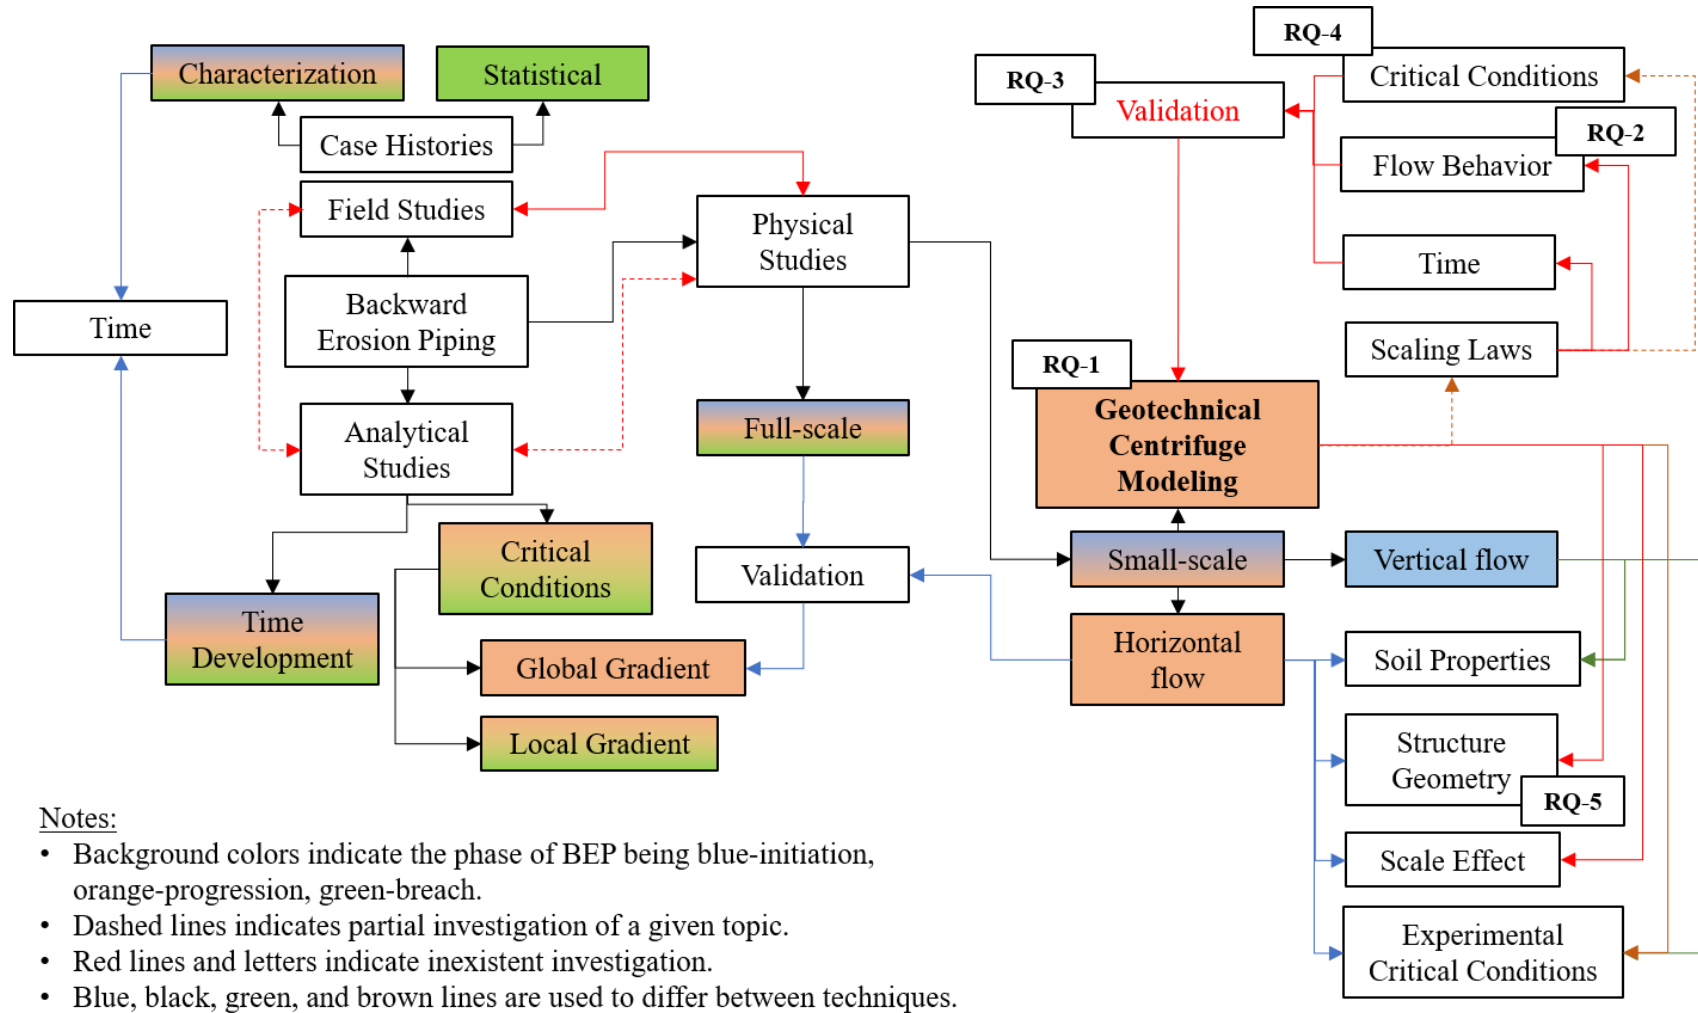 Characterization
Statistical
Case Histories
Field Studies
Backward
Erosion Piping
Time
Analytical
Studies
Critical
Conditions
Time
Development
Global Gradient
Local Gradient
Physical
Studies
Full-scale
Validation
RQ-3
Validation
RQ-4
Critical Conditions
RQ-2
Flow Behavior
Time
Scaling Laws
RQ-1
Geotechnical
Centrifuge
Modeling
Small-scale
Vertical flow
Horizontal
flow
Soil Properties
Structure
Geometry
RQ-5
Scale Effect
Experimental
Critical Conditions
Notes:
• Background colors indicate the phase of BEP being blue-initiation,
orange-progression, green-breach.
• Dashed lines indicates partial investigation of a given topic.
• Red lines and letters indicate inexistent investigation.
• Blue, black, green, and brown lines are used to differ between techniques.